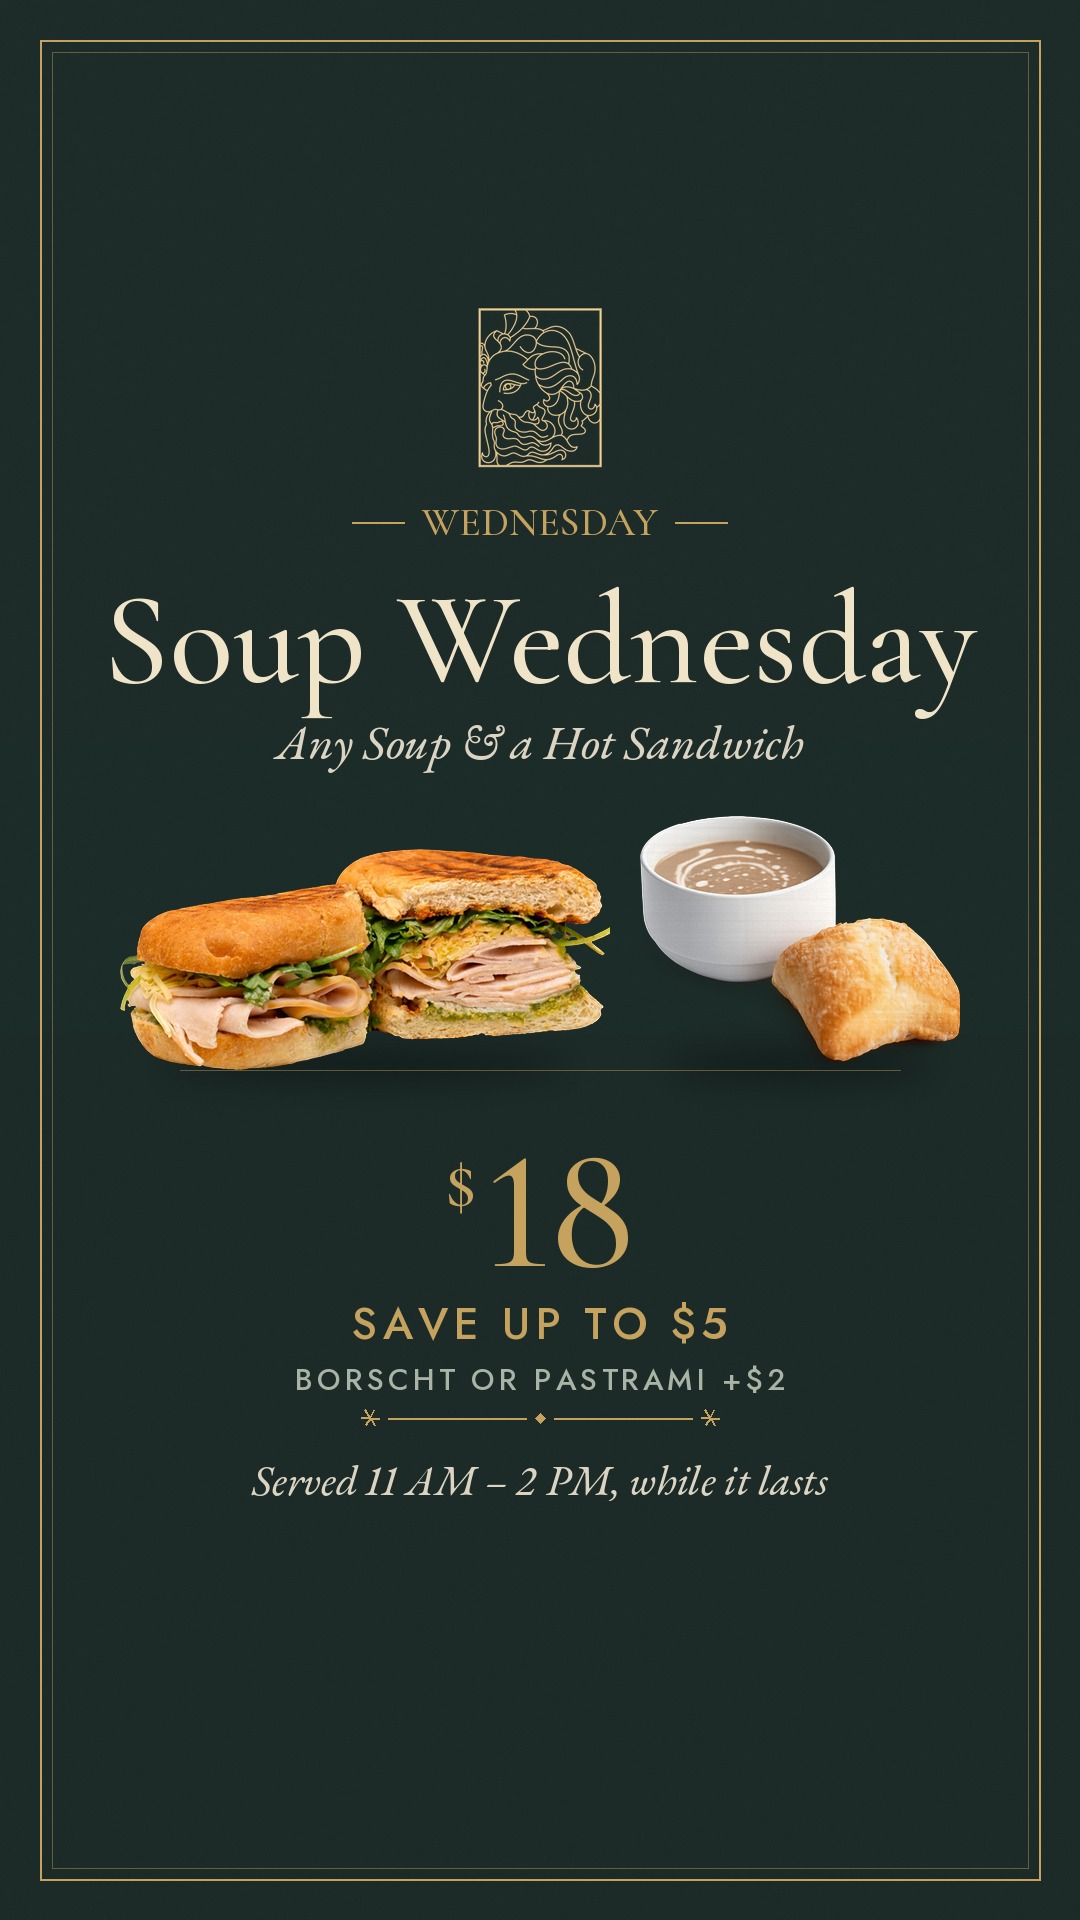 WEDNESDAY
Soup Wednesday
Any Soup & a Hot Sandwich
$18
SAVE UP TO $5
BORSCHT OR PASTRAMI +$2
Served 11 AM – 2 PM, while it lasts